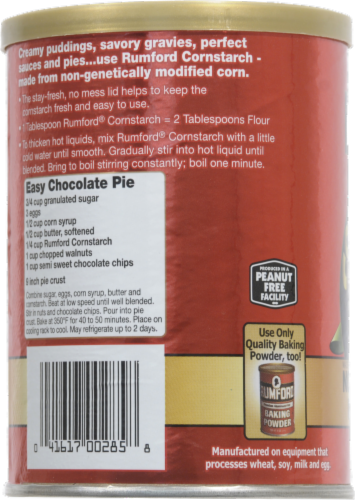 Creamy puddings, savory gravies, perfect
sauces and pies...use Rumford Cornstarch -
made from non-genetically modified corn.
• The stay-fresh, no mess lid helps to keep the
cornstarch fresh and easy to use.
• 1 Tablespoon Rumford® Cornstarch = 2 Tablespoons Flour
• To thicken hot liquids, mix Rumford® Cornstarch with a little
cold water until smooth. Gradually stir into hot liquid until
blended. Bring to boil stirring constantly; boil one minute.
Easy Chocolate Pie
3/4 cup granulated sugar
2 eggs
1/2 cup corn syrup
1/2 cup butter, softened
1/4 cup Rumford Cornstarch
1 cup chopped walnuts
1 cup semi sweet chocolate chips
9 inch pie crust
Combine sugar, eggs, corn syrup, butter and
cornstarch. Beat at low speed until well blended.
Stir in nuts and chocolate chips. Pour into pie
crust. Bake at 350°F for 40 to 50 minutes. Place on
cooling rack to cool. May refrigerate up to 2 days.
PRODUCED IN A
PEANUT
FREE
FACILITY
Use Only
Quality Baking
Powder, too!
RUMFORD
BAKING
POWDER
0 41617 00285 8
Manufactured on equipment that
processes wheat, soy, milk and egg.